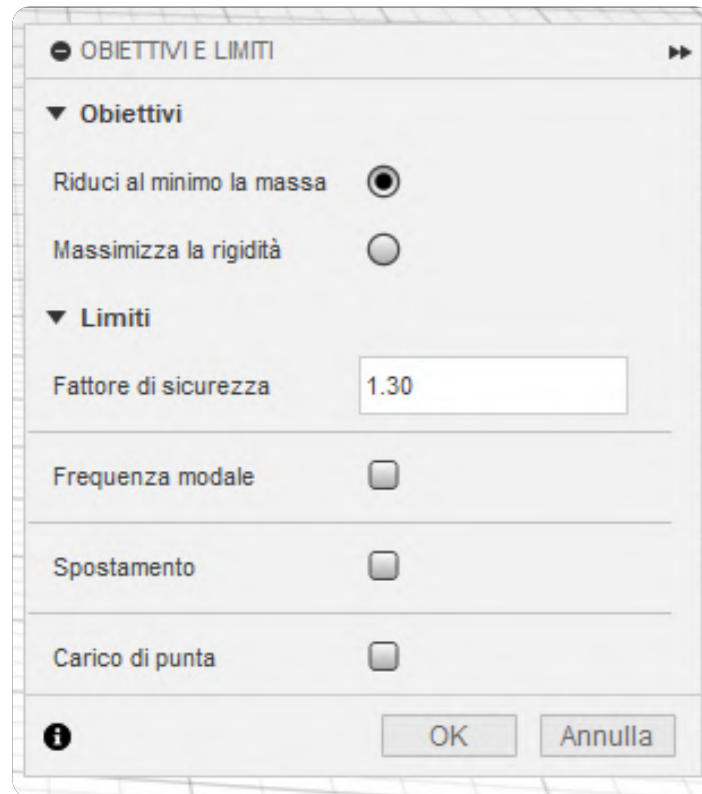 OBIETTIVI E LIMITI
Obiettivi
Riduci al minimo la massa
Massimizza la rigidità
Limiti
Fattore di sicurezza 1.30
Frequenza modale
Spostamento
Carico di punta
OK Annulla